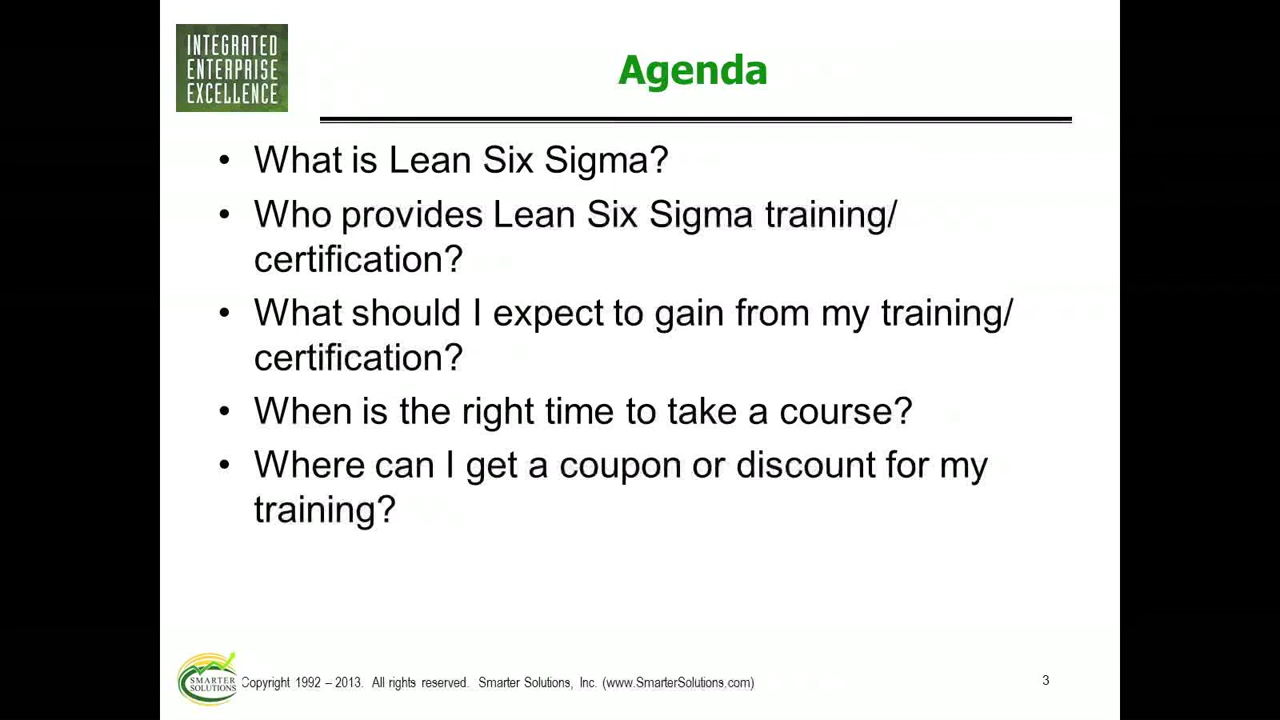 INTEGRATED
ENTERPRISE
EXCELLENCE
Agenda
• What is Lean Six Sigma?
• Who provides Lean Six Sigma training/
certification?
• What should I expect to gain from my training/
certification?
• When is the right time to take a course?
• Where can I get a coupon or discount for my
training?
SMARTER
SOLUTIONS
Copyright 1992 – 2013. All rights reserved. Smarter Solutions, Inc. (www.SmarterSolutions.com)
3